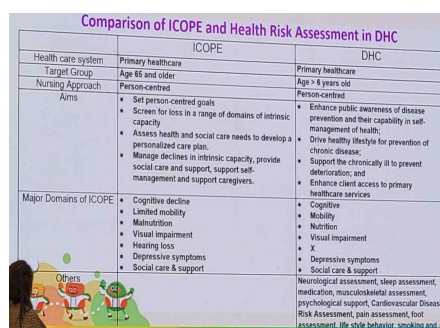 Comparison of ICOPE and Health Risk Assessment in DHC
ICOPE
DHC
Health care system
Primary healthcare
Primary healthcare
Target Group
Age 65 and older
Age > 6 years old
Nursing Approach
Person-centred
Person-centred
Aims
• Set person-centred goals
• Screen for loss in a range of domains of intrinsic
capacity
• Assess health and social care needs to develop a
personalized care plan.
• Manage declines in intrinsic capacity, provide
social care and support, support self-
management and support caregivers.
• Enhance public awareness of disease
prevention and their capability in self-
management of health;
• Drive healthy lifestyle for prevention of
chronic disease;
• Support the chronically ill to prevent
deterioration; and
• Enhance client access to primary
healthcare services
Major Domains of ICOPE
• Cognitive decline
• Limited mobility
• Malnutrition
• Visual impairment
• Hearing loss
• Depressive symptoms
• Social care & support
• Cognitive
• Mobility
• Nutrition
• Visual impairment
• X
• Depressive symptoms
• Social care & support
Others
Neurological assessment, sleep assessment,
medication, musculoskeletal assessment,
psychological support, Cardiovascular Diseas
Risk Assessment, pain assessment, foot
assessment, life style behavior, smoking and